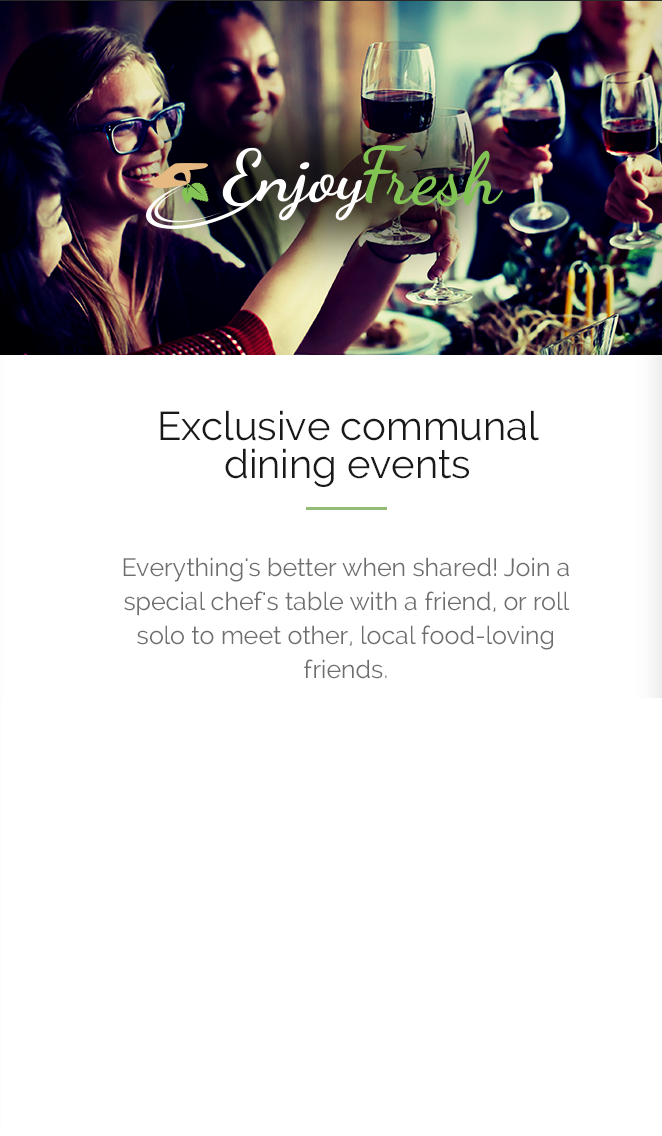 EnjoyFresh
Exclusive communal
dining events
Everything's better when shared! Join a
special chef's table with a friend, or roll
solo to meet other, local food-loving
friends.